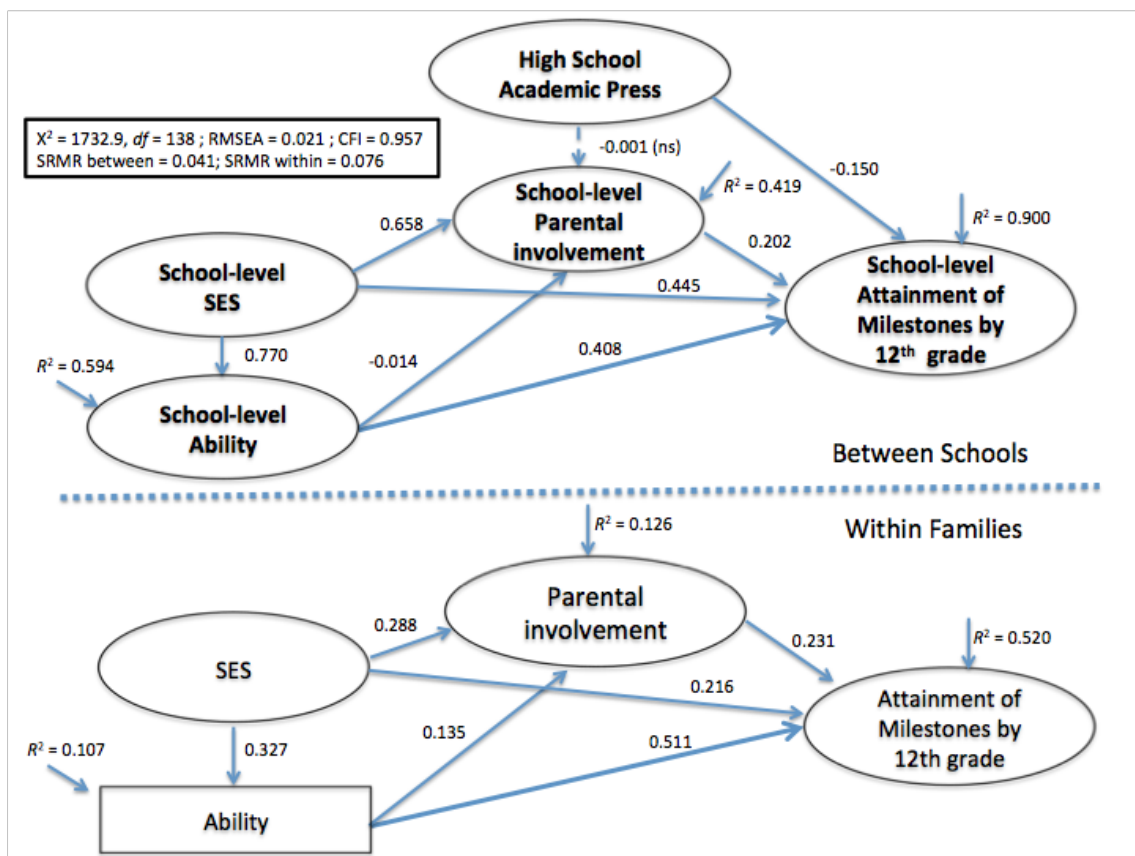 High School
Academic Press
X² = 1732.9, df = 138 ; RMSEA = 0.021 ; CFI = 0.957
SRMR between = 0.041; SRMR within = 0.076
-0.001 (ns)
-0.150
R² = 0.419
School-level
Parental
involvement
R² = 0.900
0.658
0.202
School-level
SES
School-level
Attainment of
Milestones by
12th grade
0.445
0.770
-0.014
0.408
R² = 0.594
School-level
Ability
Between Schools
Within Families
R² = 0.126
Parental
involvement
0.288
0.231
R² = 0.520
SES
0.216
Attainment of
Milestones by
12th grade
0.135
0.511
R² = 0.107
0.327
Ability